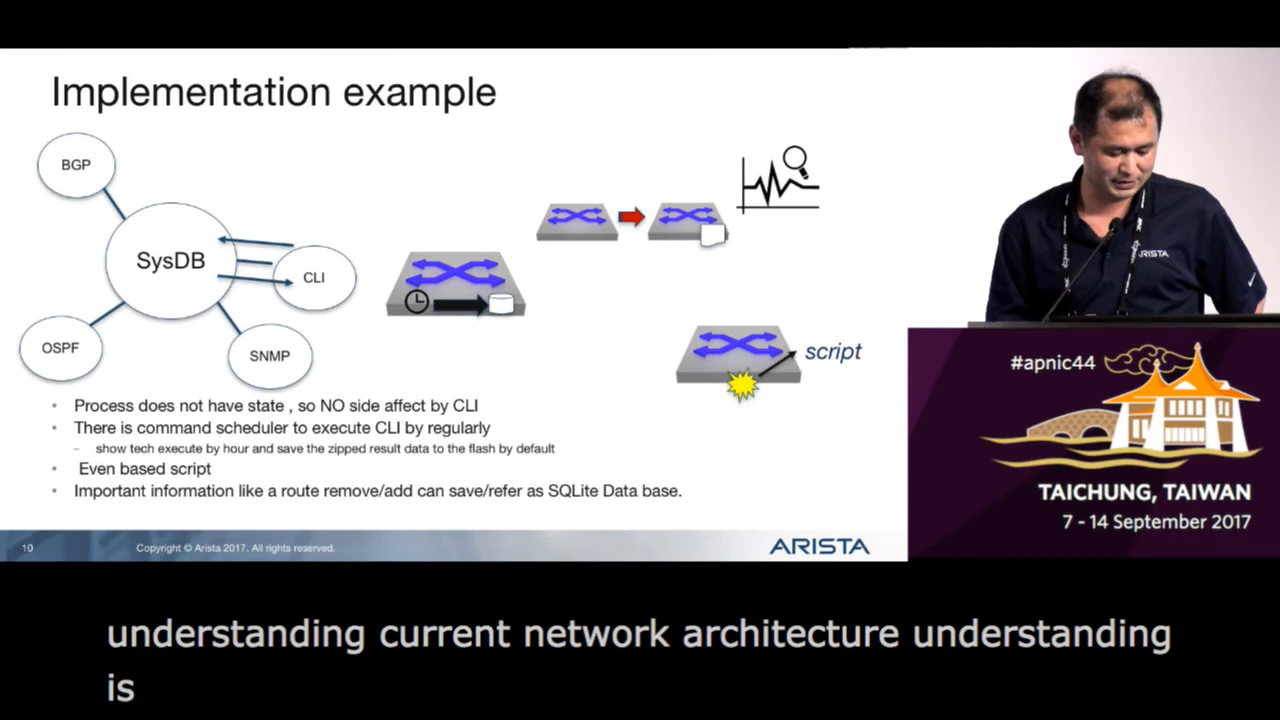 Implementation example
BGP
SysDB
CLI
OSPF
SNMP
script
• Process does not have state , so NO side affect by CLI
• There is command scheduler to execute CLI by regularly
– show tech execute by hour and save the zipped result data to the flash by default
• Even based script
• Important information like a route remove/add can save/refer as SQLite Data base.
10
Copyright © Arista 2017. All rights reserved.
ARISTA
ARISTA
#apnic44
TAICHUNG, TAIWAN
7 - 14 September 2017
understanding current network architecture understanding
is